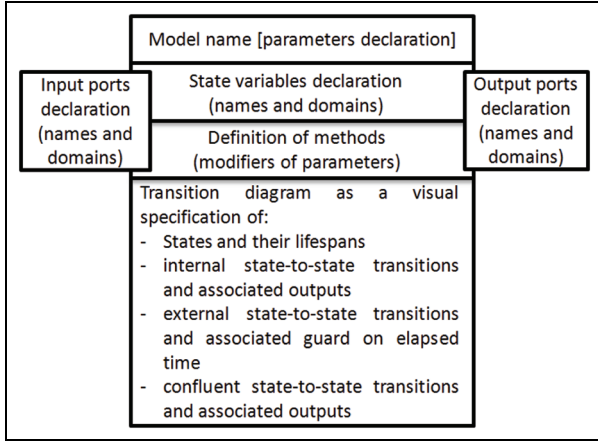 Model name [parameters declaration]
Input ports
declaration
(names and
domains)
State variables declaration
(names and domains)
Output ports
declaration
(names and
domains)
Definition of methods
(modifiers of parameters)
Transition diagram as a visual
specification of:
- States and their lifespans
- internal state-to-state transitions
and associated outputs
- external state-to-state transitions
and associated guard on elapsed
time
- confluent state-to-state transitions
and associated outputs